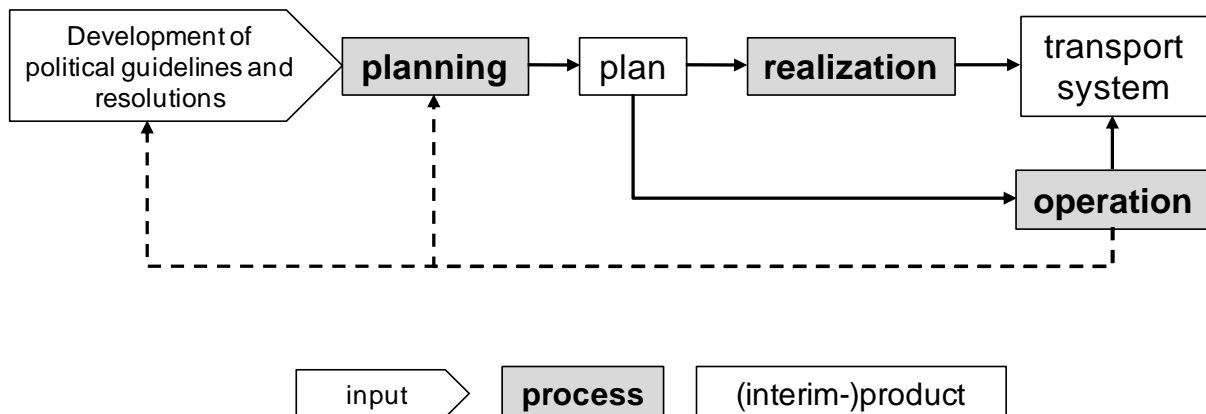 Development of
political guidelines and
resolutions
planning
plan
realization
transport
system
operation
input
process
(interim-)product